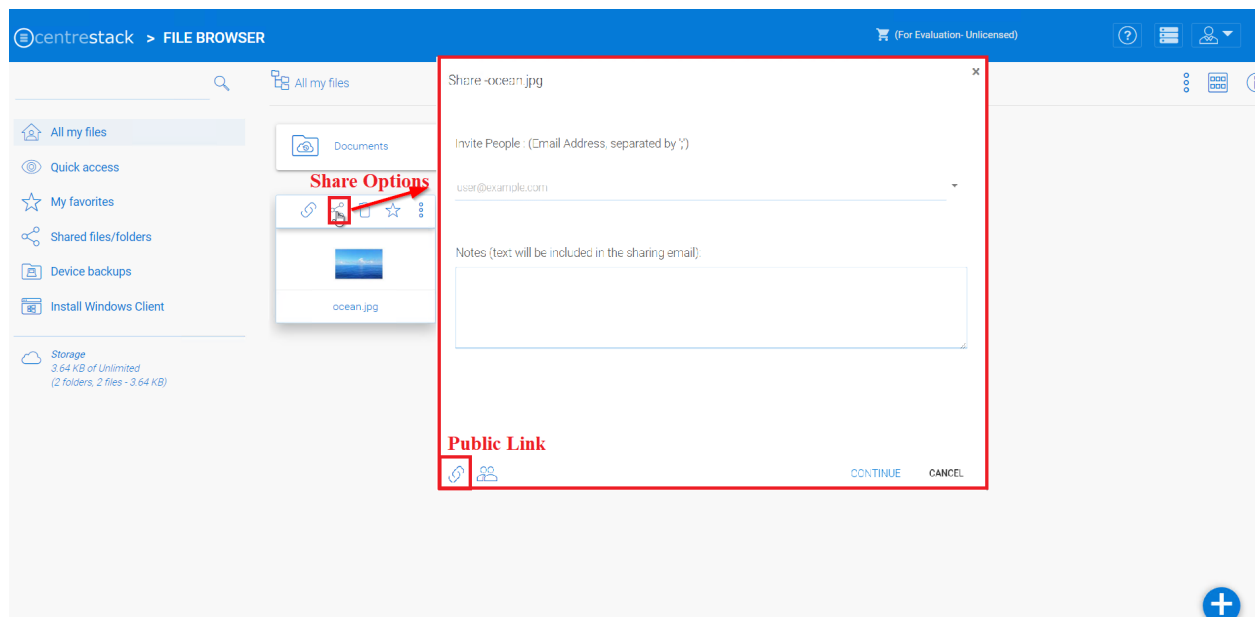 centrestack > FILE BROWSER
(For Evaluation- Unlicensed)
All my files
Quick access
My favorites
Shared files/folders
Device backups
Install Windows Client
Storage
3.64 KB of Unlimited
(2 folders, 2 files - 3.64 KB)
All my files
Documents
Share Options
ocean.jpg
Share -ocean.jpg
×
Invite People : (Email Address, separated by ';')
user@example.com
Notes (text will be included in the sharing email).
Public Link
CONTINUE
CANCEL